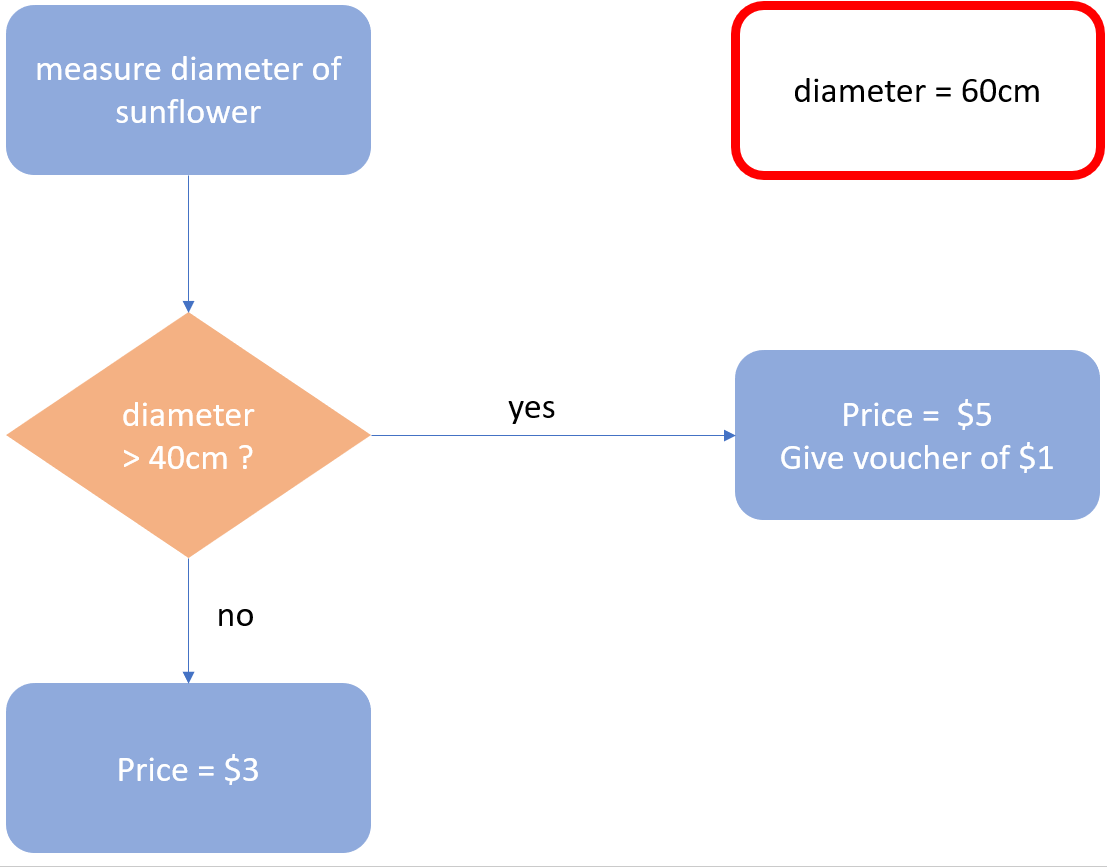 measure diameter of
sunflower
diameter = 60cm
diameter
> 40cm ?
yes
Price =  $5
Give voucher of $1
no
Price = $3